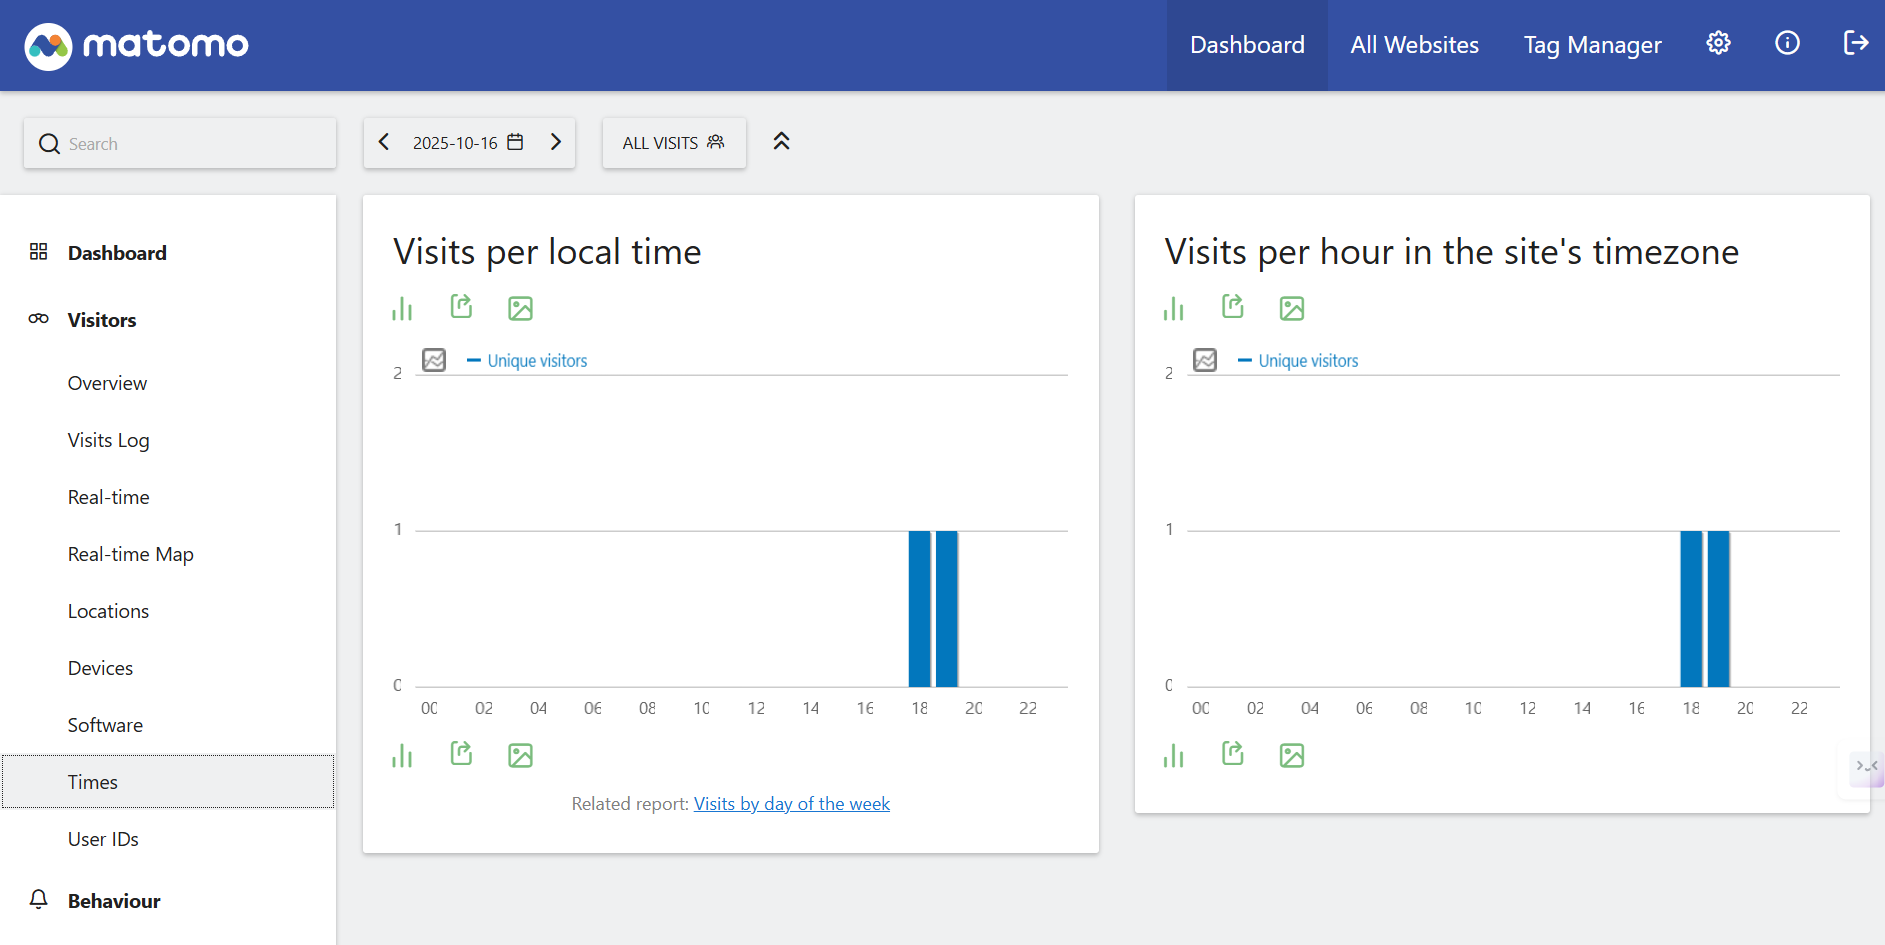 matomo
Dashboard
All Websites
Tag Manager
Search
2025-10-16
ALL VISITS
Dashboard
Visitors
Overview
Visits Log
Real-time
Real-time Map
Locations
Devices
Software
Times
User IDs
Behaviour
Visits per local time
Unique visitors
2
1
0
00 02 04 06 08 10 12 14 16 18 20 22
Related report: Visits by day of the week
Visits per hour in the site's timezone
Unique visitors
2
1
0
00 02 04 06 08 10 12 14 16 18 20 22